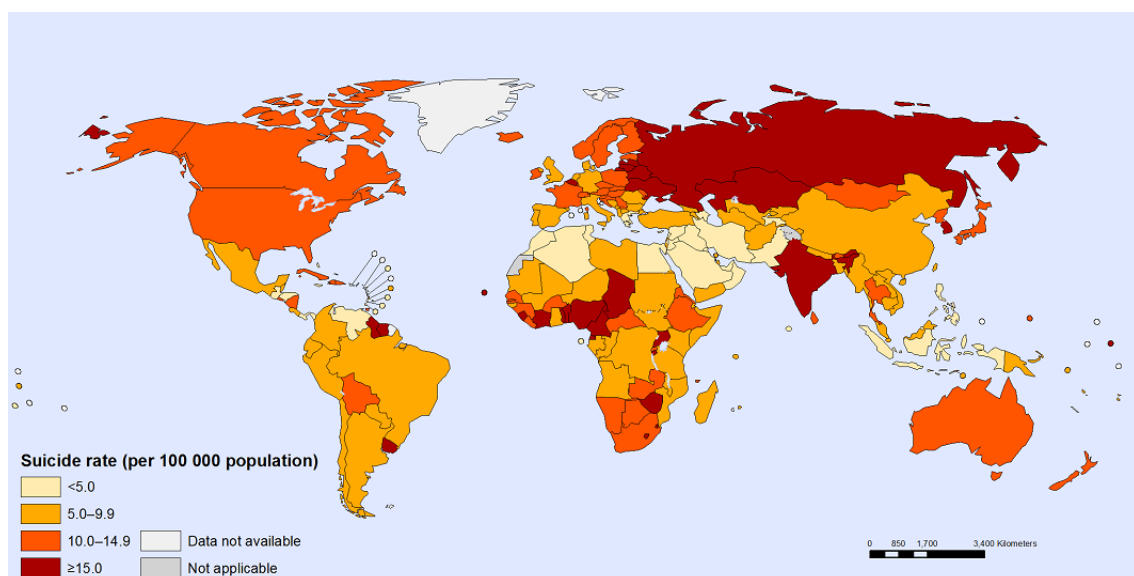 Suicide rate (per 100 000 population)
<5.0
5.0–9.9
10.0–14.9
≥15.0
Data not available
Not applicable
0 850 1,700 3,400 Kilometers